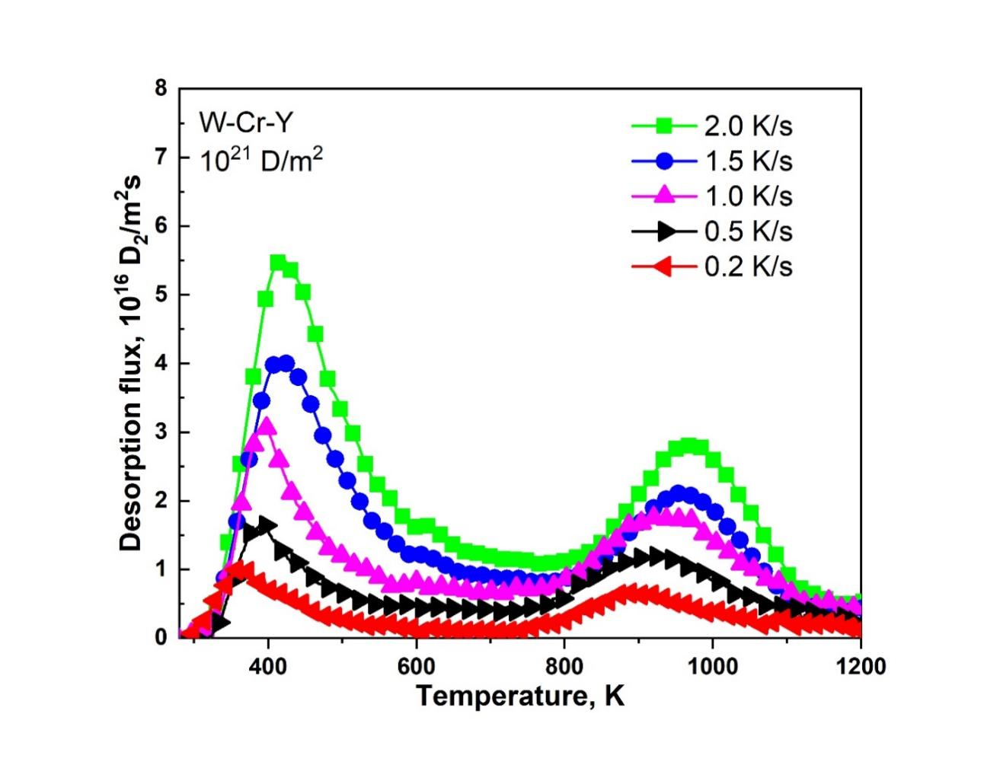 W-Cr-Y
10²¹ D/m²
2.0 K/s
1.5 K/s
1.0 K/s
0.5 K/s
0.2 K/s
Desorption flux, 10¹⁶ D₂/m²s
8
7
6
5
4
3
2
1
0
400 600 800 1000 1200
Temperature, K